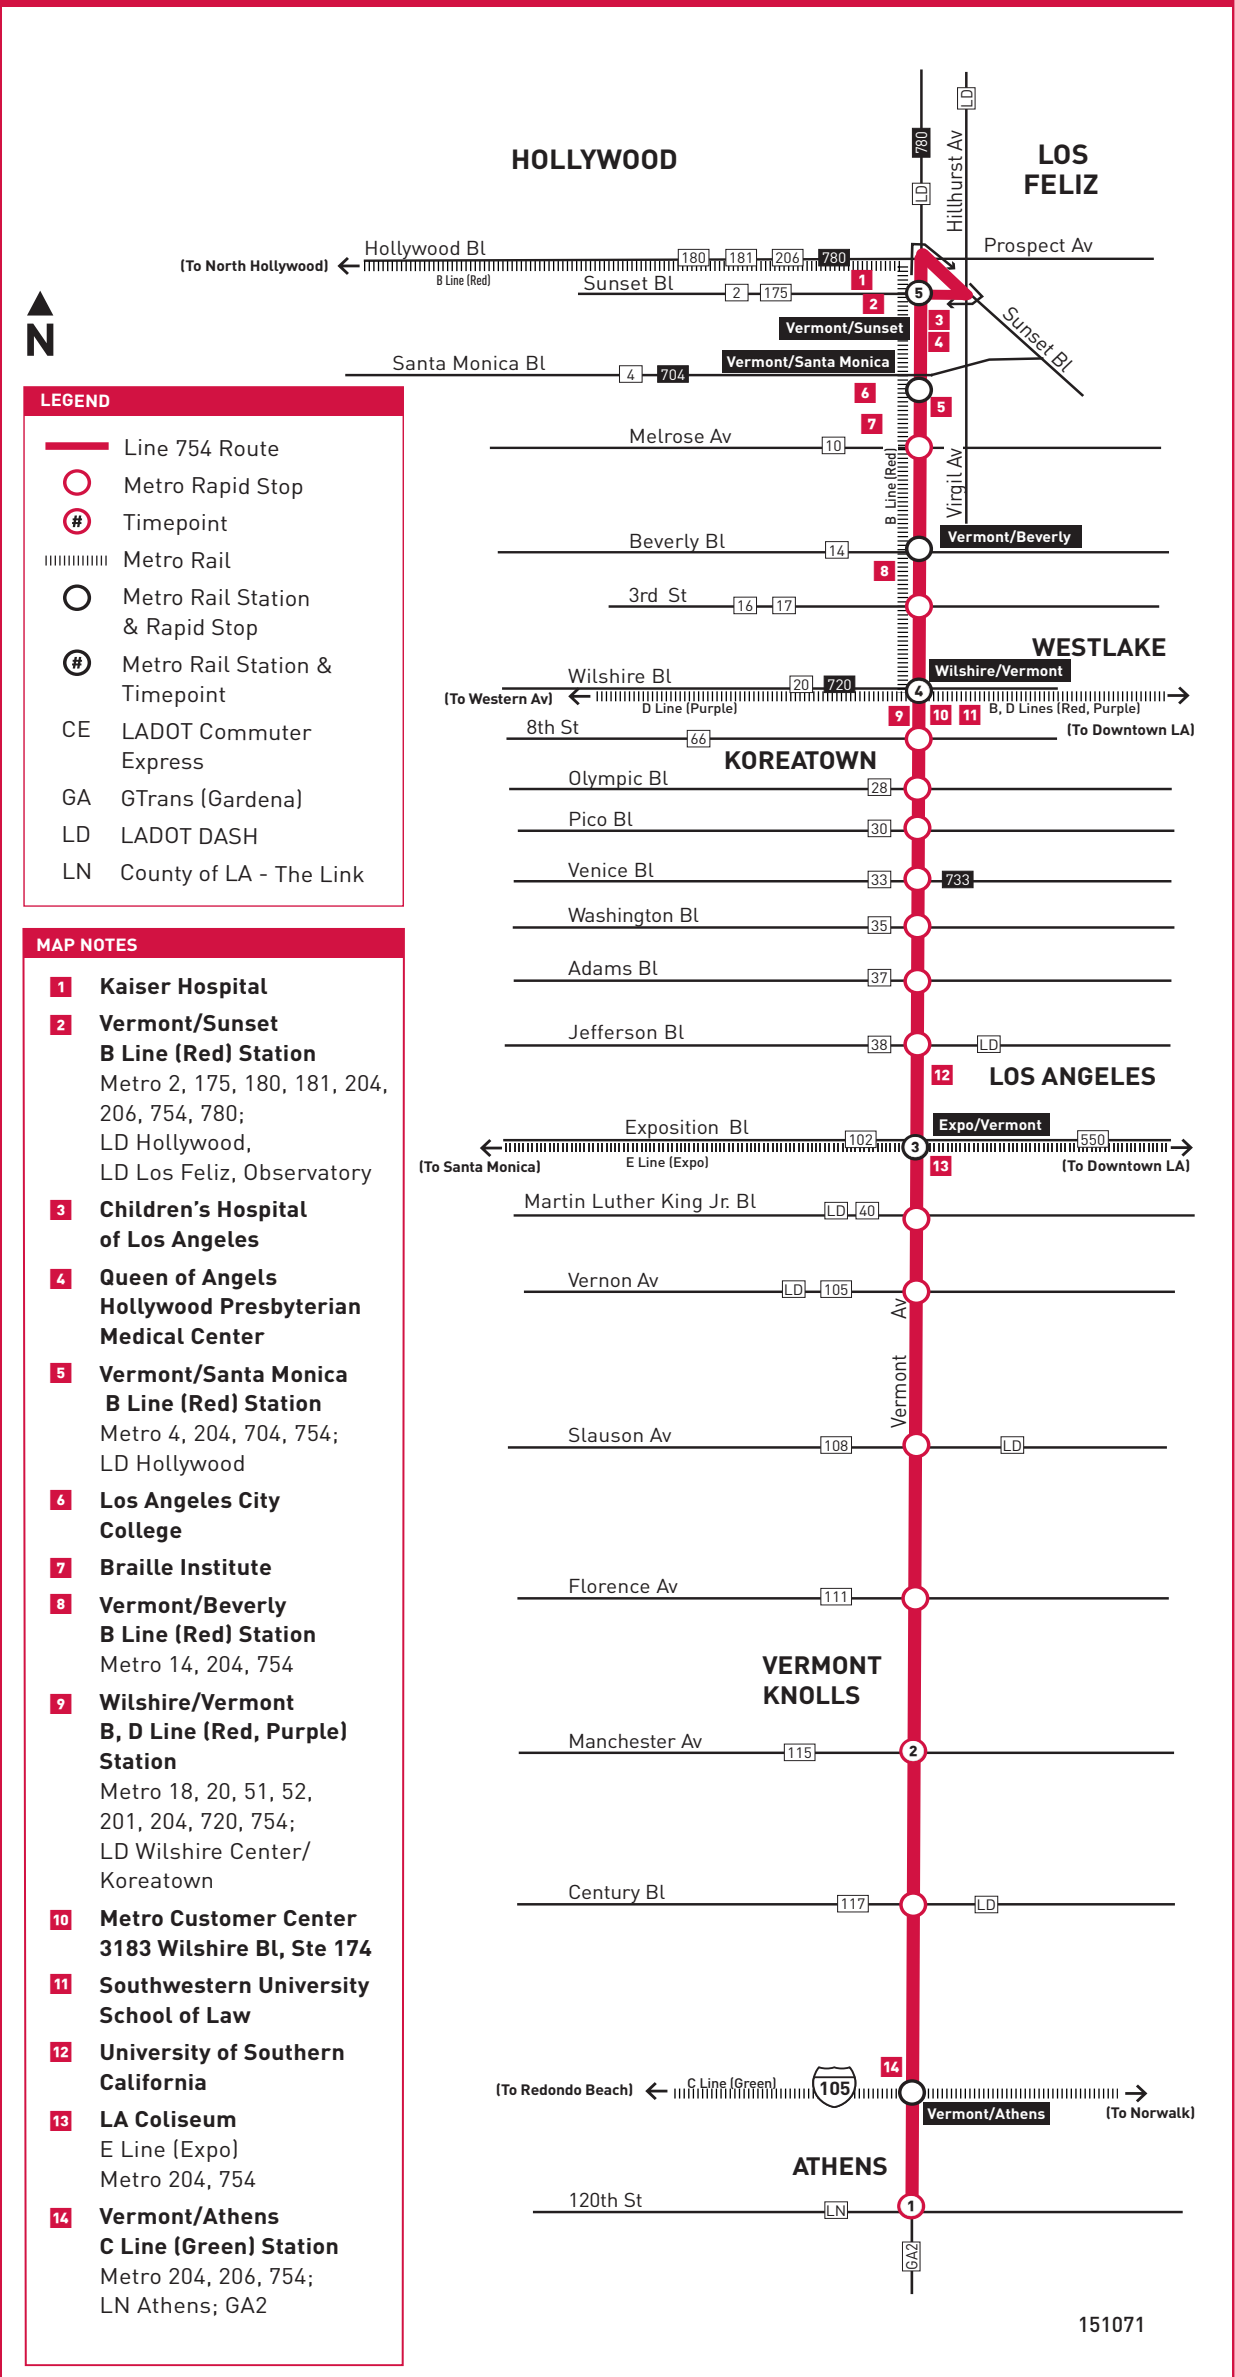 HOLLYWOOD
LOS
FELIZ
780
LD
LD
Hillhurst Av
Hollywood Bl
180
181
206
780
Prospect Av
(To North Hollywood)
B Line (Red)
Sunset Bl
2
175
1
2
5
3
4
Sunset Bl
Vermont/Sunset
N
Santa Monica Bl
4
704
Vermont/Santa Monica
6
5
7
Melrose Av
10
B Line (Red)
Virgil Av
Beverly Bl
14
Vermont/Beverly
8
3rd St
16
17
WESTLAKE
Wilshire Bl
20
720
4
Wilshire/Vermont
(To Western Av)
D Line (Purple)
B, D Lines (Red, Purple)
9
10
11
(To Downtown LA)
8th St
66
KOREATOWN
Olympic Bl
28
Pico Bl
30
Venice Bl
33
733
Washington Bl
35
Adams Bl
37
Jefferson Bl
38
LD
12
LOS ANGELES
Exposition Bl
102
3
Expo/Vermont
550
(To Santa Monica)
E Line (Expo)
13
(To Downtown LA)
Martin Luther King Jr. Bl
LD
40
Vernon Av
LD
105
Vermont Av
Slauson Av
108
LD
Florence Av
111
VERMONT
KNOLLS
Manchester Av
115
2
Century Bl
117
LD
14
(To Redondo Beach)
C Line (Green)
105
Vermont/Athens
(To Norwalk)
ATHENS
120th St
LN
1
GA2
151071
LEGEND
Line 754 Route
Metro Rapid Stop
# Timepoint
Metro Rail
Metro Rail Station
& Rapid Stop
# Metro Rail Station &
Timepoint
CE LADOT Commuter
Express
GA GTrans (Gardena)
LD LADOT DASH
LN County of LA - The Link
MAP NOTES
1 Kaiser Hospital
2 Vermont/Sunset
B Line (Red) Station
Metro 2, 175, 180, 181, 204,
206, 754, 780;
LD Hollywood,
LD Los Feliz, Observatory
3 Children’s Hospital
of Los Angeles
4 Queen of Angels
Hollywood Presbyterian
Medical Center
5 Vermont/Santa Monica
B Line (Red) Station
Metro 4, 204, 704, 754;
LD Hollywood
6 Los Angeles City
College
7 Braille Institute
8 Vermont/Beverly
B Line (Red) Station
Metro 14, 204, 754
9 Wilshire/Vermont
B, D Line (Red, Purple)
Station
Metro 18, 20, 51, 52,
201, 204, 720, 754;
LD Wilshire Center/
Koreatown
10 Metro Customer Center
3183 Wilshire Bl, Ste 174
11 Southwestern University
School of Law
12 University of Southern
California
13 LA Coliseum
E Line (Expo)
Metro 204, 754
14 Vermont/Athens
C Line (Green) Station
Metro 204, 206, 754;
LN Athens; GA2